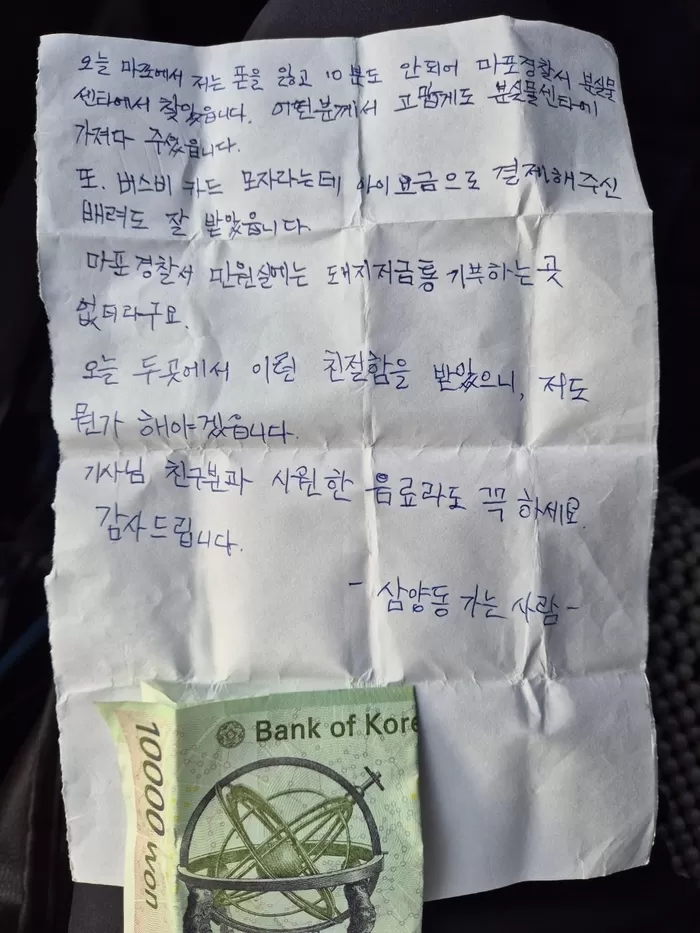 오늘 마포에서 저는 폰을 잃고 10분도 안되어 마포경찰서 분실물
센타에서 찾았습니다. 어떤분께서 고맙게도 분실물센타에
가져다 주셨습니다.
또. 버스비 카드 모자라는데 아이요금으로 결제해주신
배려도 잘 받았읍니다.
마포경찰서 민원실에는 돼지저금통 기부하는곳
없더라구요.
오늘 두곳에서 이런 친절함을 받았으니, 저도
뭔가 해야겠읍니다.
기사님 친구분과 시원한 음료라도 꼭 하세요.
감사드립니다.
- 삼양동 가는 사람 -
Bank of Kore
10000 won